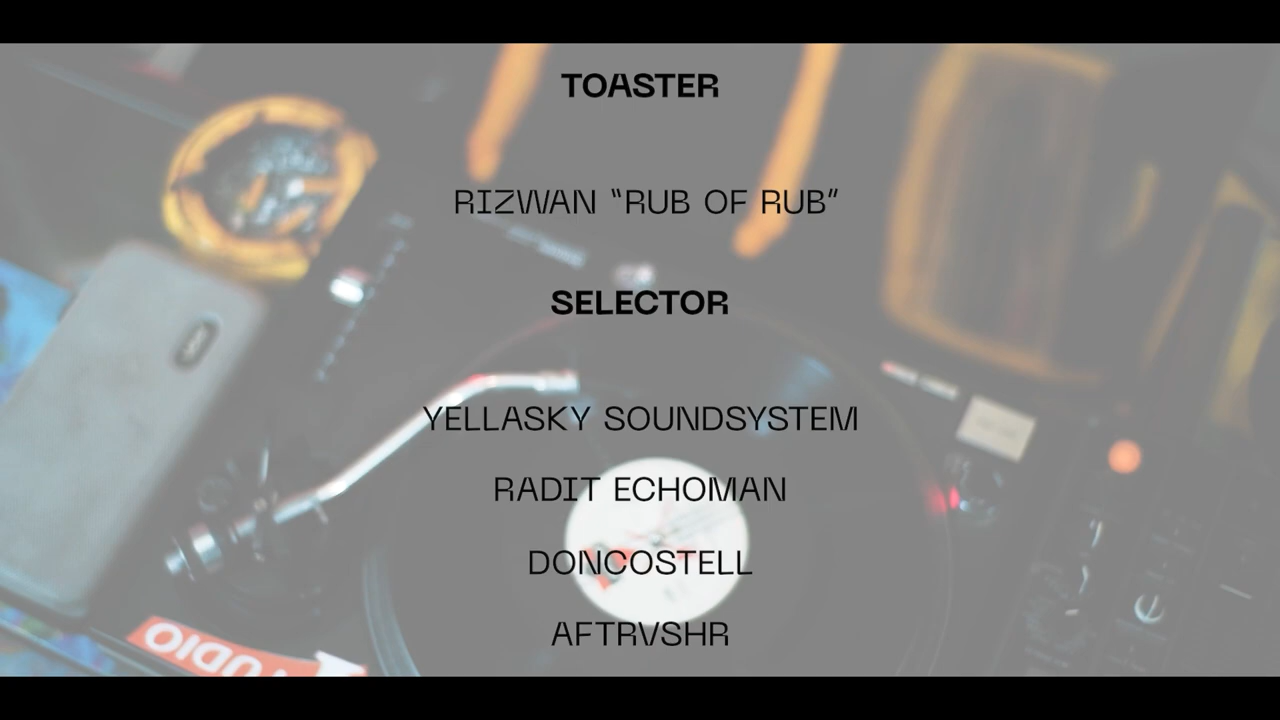 TOASTER
RIZWAN “RUB OF RUB”
SELECTOR
YELLASKY SOUNDSYSTEM
RADIT ECHOMAN
DONCOSTELL
AFTRVSHR